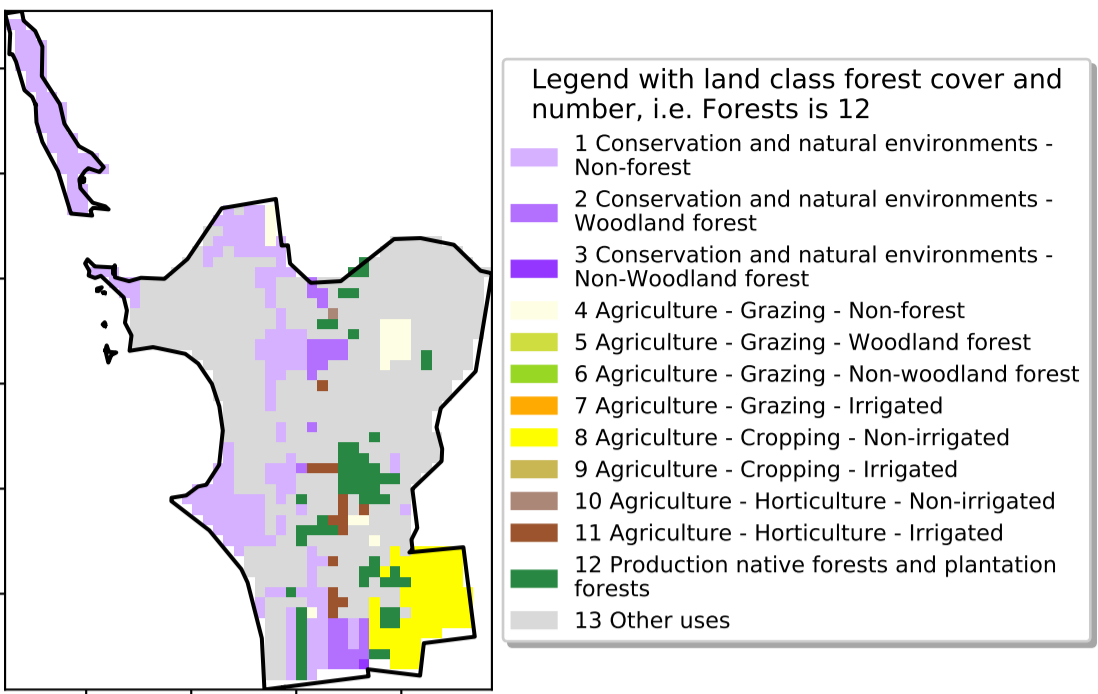 Legend with land class forest cover and
number, i.e. Forests is 12
1 Conservation and natural environments -
Non-forest
2 Conservation and natural environments -
Woodland forest
3 Conservation and natural environments -
Non-Woodland forest
4 Agriculture - Grazing - Non-forest
5 Agriculture - Grazing - Woodland forest
6 Agriculture - Grazing - Non-woodland forest
7 Agriculture - Grazing - Irrigated
8 Agriculture - Cropping - Non-irrigated
9 Agriculture - Cropping - Irrigated
10 Agriculture - Horticulture - Non-irrigated
11 Agriculture - Horticulture - Irrigated
12 Production native forests and plantation
forests
13 Other uses